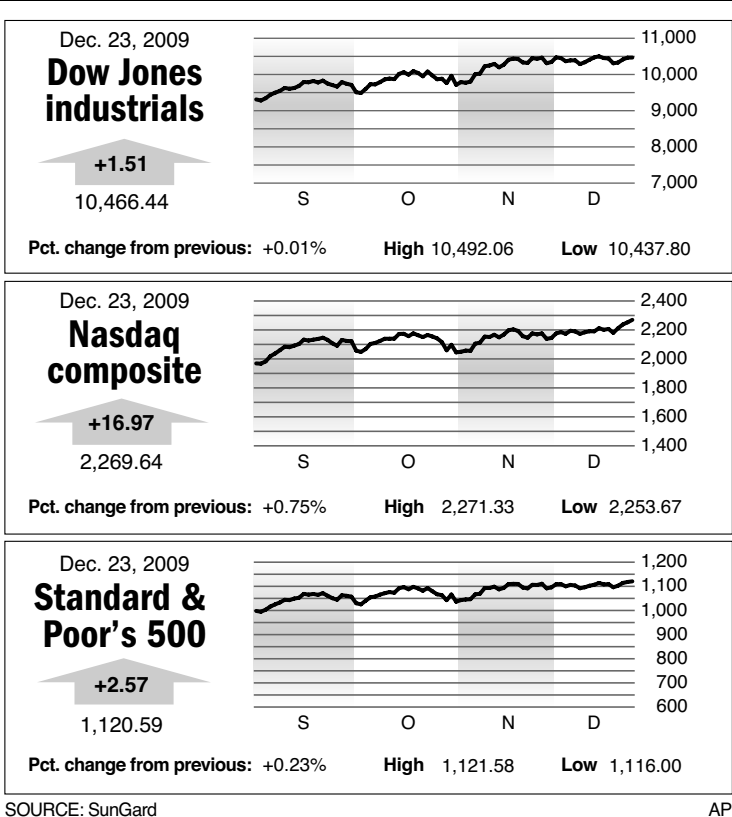 Dec. 23, 2009
Dow Jones
industrials
+1.51
10,466.44
11,000
10,000
9,000
8,000
7,000
S O N D
Pct. change from previous: +0.01% High 10,492.06 Low 10,437.80
Dec. 23, 2009
Nasdaq
composite
+16.97
2,269.64
2,400
2,200
2,000
1,800
1,600
1,400
S O N D
Pct. change from previous: +0.75% High 2,271.33 Low 2,253.67
Dec. 23, 2009
Standard &
Poor's 500
+2.57
1,120.59
1,200
1,100
1,000
900
800
700
600
S O N D
Pct. change from previous: +0.23% High 1,121.58 Low 1,116.00
SOURCE: SunGard AP